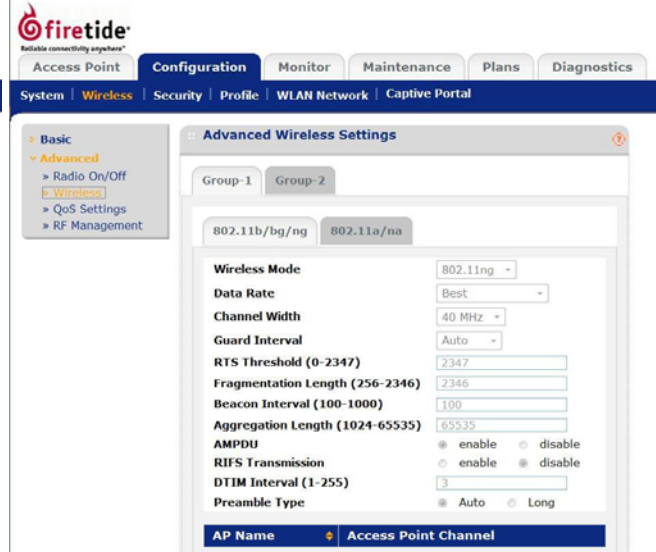 firetide
Reliable connectivity anywhere"
Access Point Configuration Monitor Maintenance Plans Diagnostics
System | Wireless | Security | Profile | WLAN Network | Captive Portal
Basic
Advanced
» Radio On/Off
» Wireless
» QoS Settings
» RF Management
Advanced Wireless Settings
Group-1 Group-2
802.11b/bg/ng 802.11a/na
Wireless Mode 802.11ng
Data Rate Best
Channel Width 40 MHz
Guard Interval Auto
RTS Threshold (0-2347) 2347
Fragmentation Length (256-2346) 2346
Beacon Interval (100-1000) 100
Aggregation Length (1024-65535) 65535
AMPDU enable disable
RIFS Transmission enable disable
DTIM Interval (1-255) 3
Preamble Type Auto Long
AP Name Access Point Channel